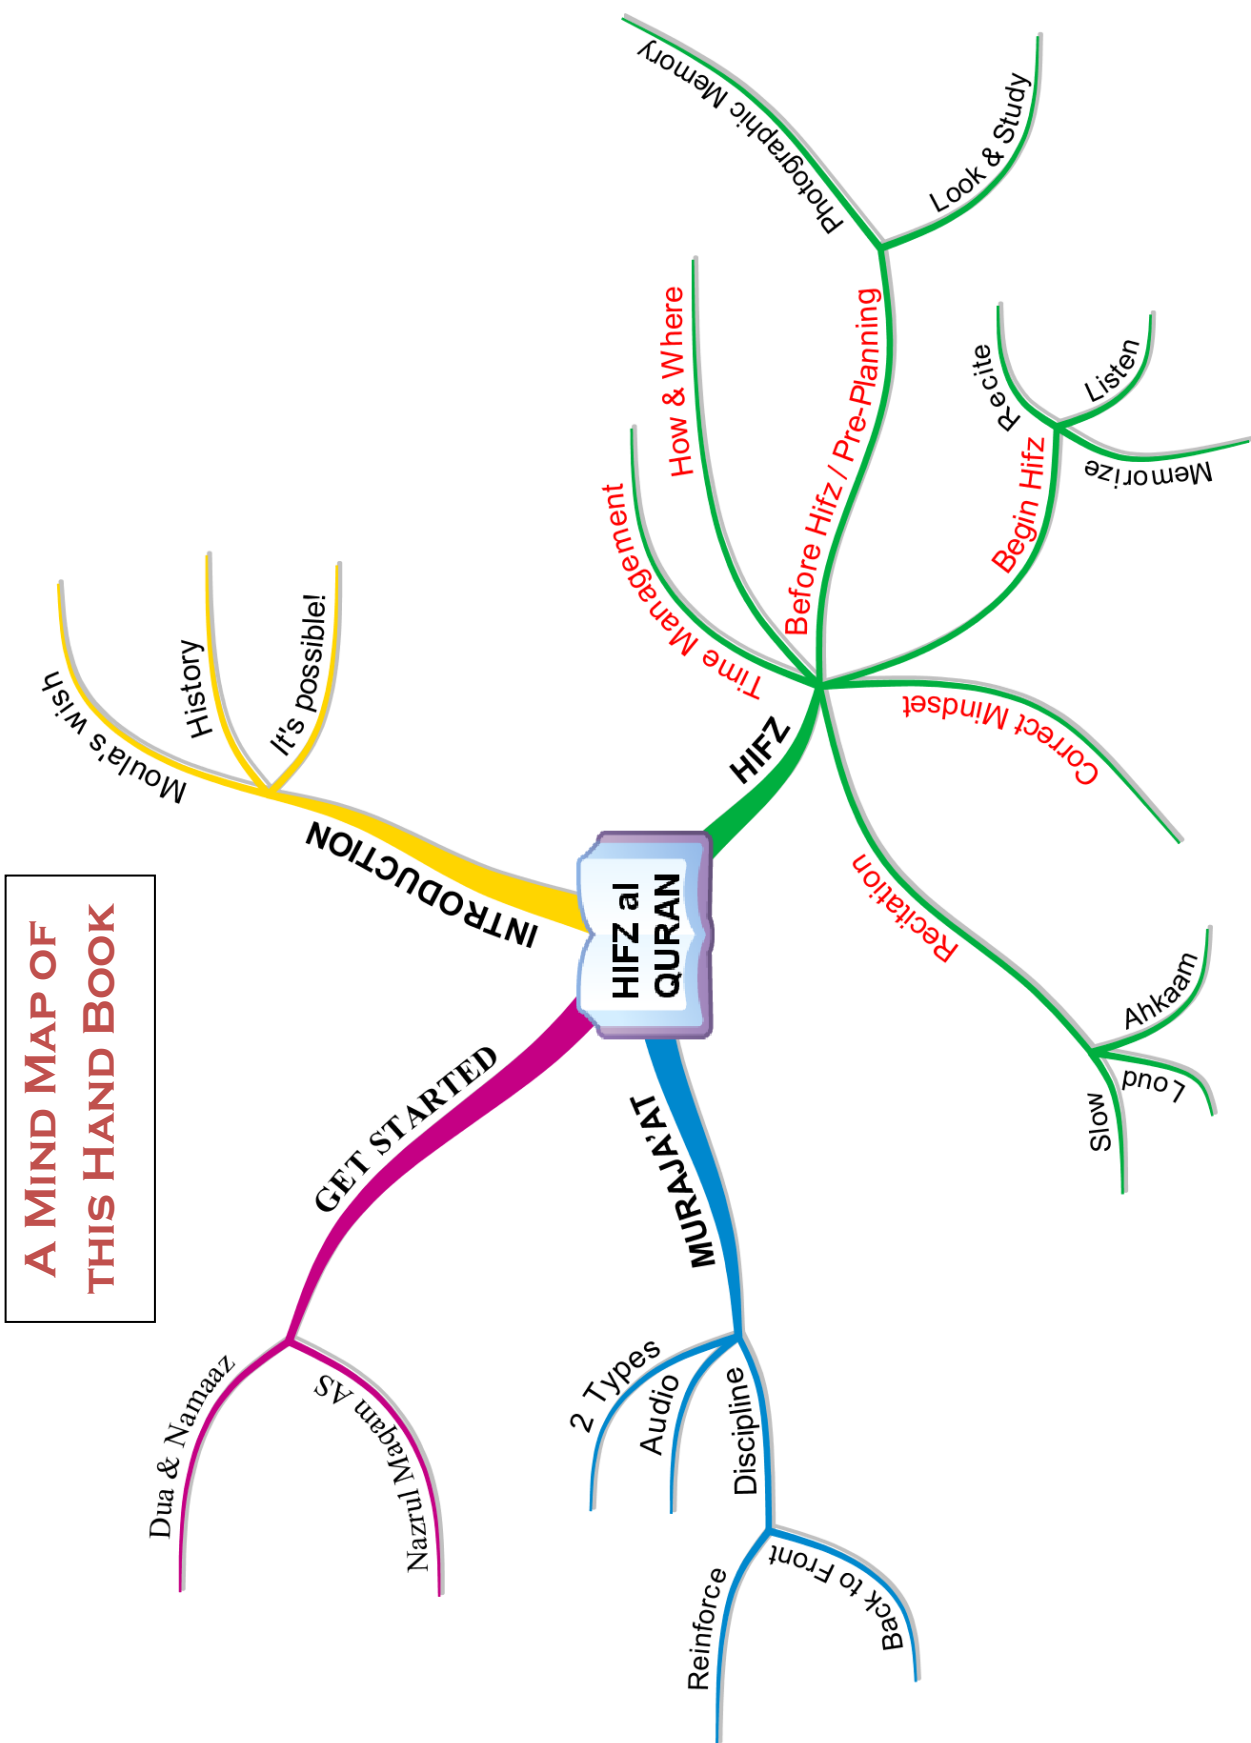 A MIND MAP OF
THIS HAND BOOK
HIFZ al
QURAN
INTRODUCTION
Moula's wish
History
It's possible!
HIFZ
Time Management
How & Where
Before Hifz / Pre-Planning
Photographic Memory
Look & Study
Begin Hifz
Recite
Listen
Memorize
Correct Mindset
Recitation
Ahkaam
Loud
Slow
MURAJA'AT
2 Types
Audio
Discipline
Reinforce
Back to Front
GET STARTED
Dua & Namaaz
Nazrul Maqam AS